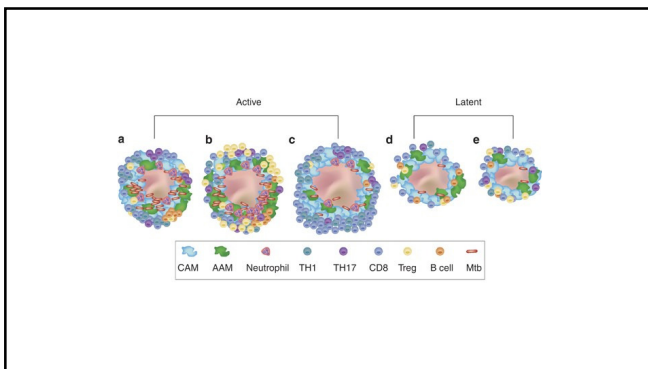 Active Latent
a b c d e
CAM AAM Neutrophil TH1 TH17 CD8 Treg B cell Mtb